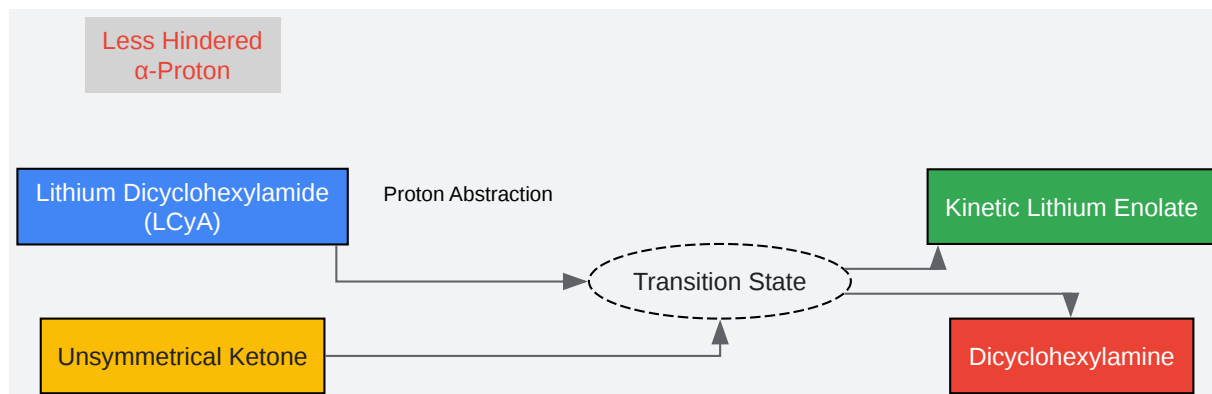 Less Hindered
α-Proton
Lithium Dicyclohexylamide
(LCyA)
Proton Abstraction
Kinetic Lithium Enolate
Transition State
Unsymmetrical Ketone
Dicyclohexylamine